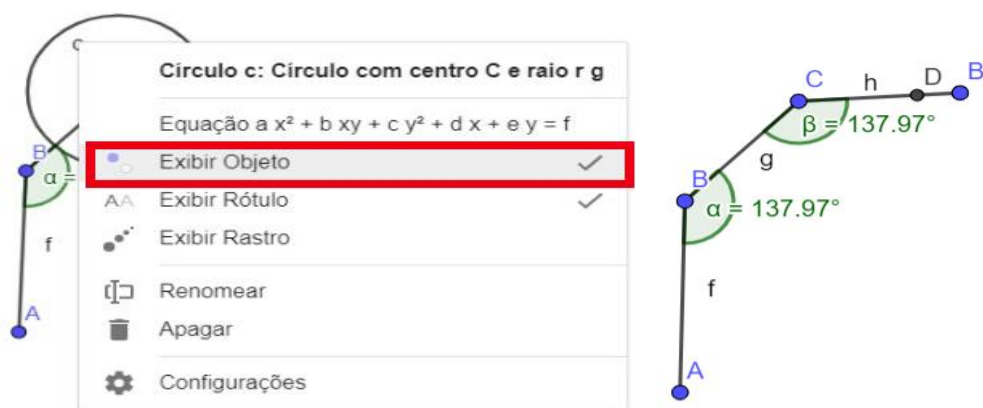 c
Círculo c: Círculo com centro C e raio r g
Equação a x² + b xy + c y² + d x + e y = f
Exibir Objeto
AA Exibir Rótulo
Exibir Rastro
Renomear
Apagar
Configurações
B
α =
f
A
C
h
D
B
β = 137.97°
g
B
α = 137.97°
f
A